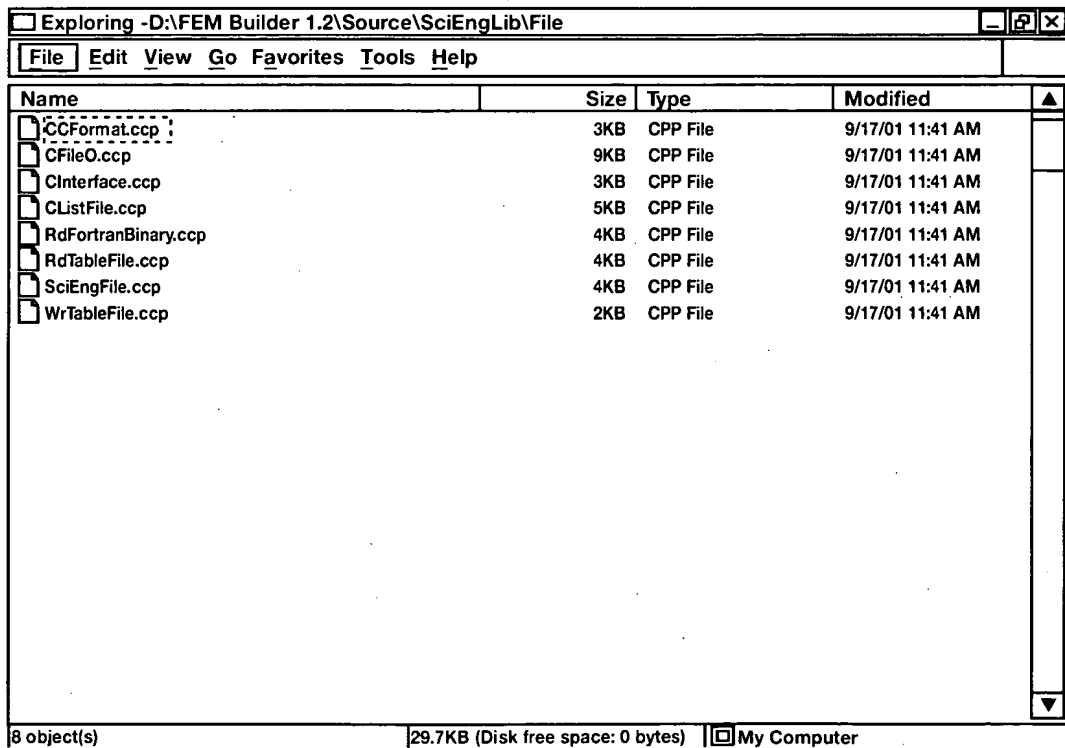 Exploring -D:\FEM Builder 1.2\Source\SciEngLib\File
File Edit View Go Favorites Tools Help
Name Size Type Modified
CCFormat.ccp 3KB CPP File 9/17/01 11:41 AM
CFileO.ccp 9KB CPP File 9/17/01 11:41 AM
CInterface.ccp 3KB CPP File 9/17/01 11:41 AM
CListFile.ccp 5KB CPP File 9/17/01 11:41 AM
RdFortranBinary.ccp 4KB CPP File 9/17/01 11:41 AM
RdTableFile.ccp 4KB CPP File 9/17/01 11:41 AM
SciEngFile.ccp 4KB CPP File 9/17/01 11:41 AM
WrTableFile.ccp 2KB CPP File 9/17/01 11:41 AM
8 object(s) 29.7KB (Disk free space: 0 bytes) My Computer